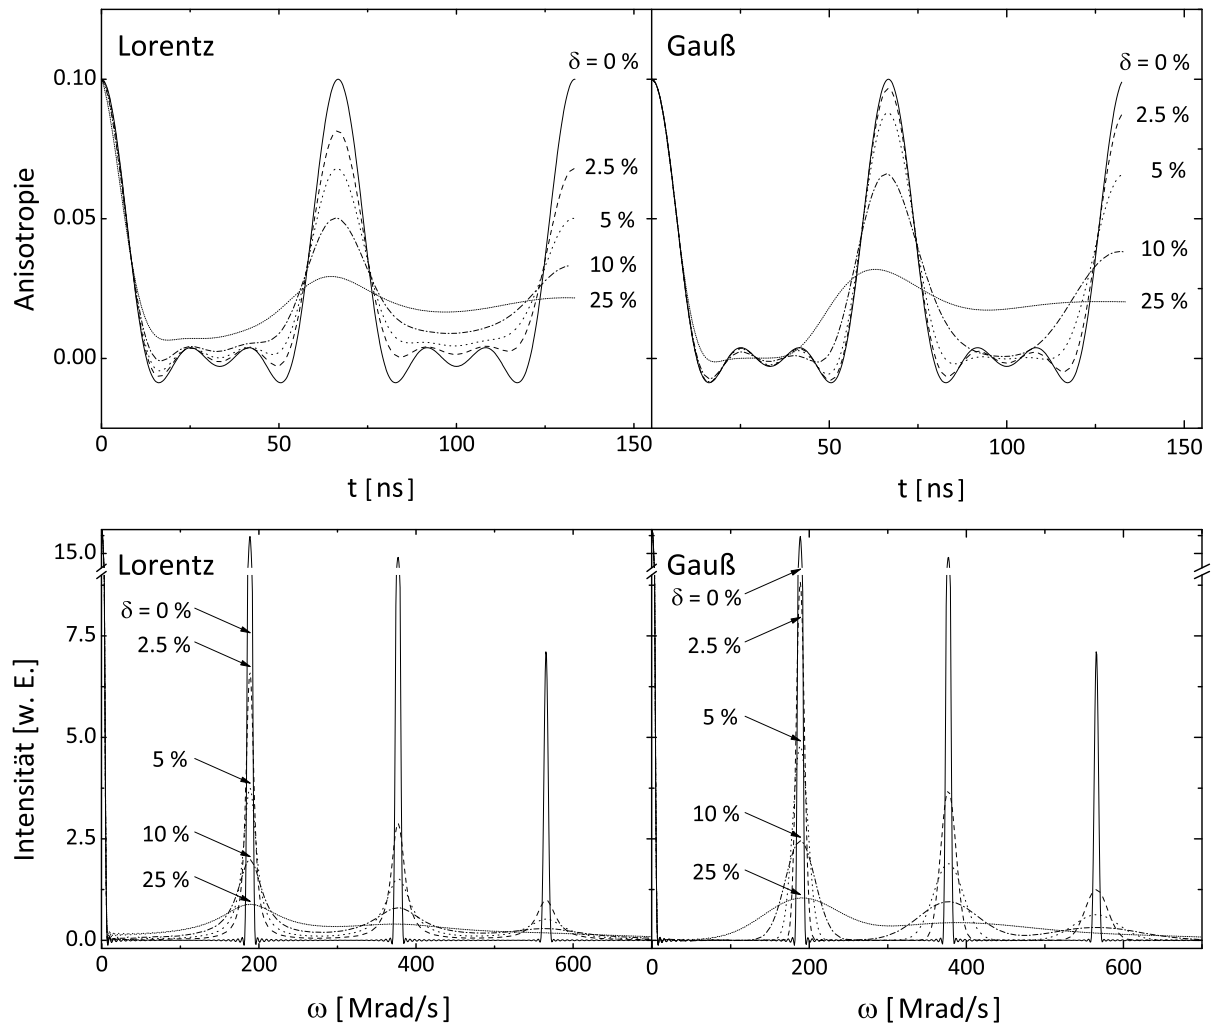 Lorentz
Gauß
δ = 0 %
2.5 %
5 %
10 %
25 %
δ = 0 %
2.5 %
5 %
10 %
25 %
Anisotropie
0.10
0.05
0.00
0 50 100 150
0 50 100 150
t [ns]
t [ns]
Lorentz
Gauß
δ = 0 %
2.5 %
5 %
10 %
25 %
δ = 0 %
2.5 %
5 %
10 %
25 %
Intensität [w. E.]
15.0
7.5
5.0
2.5
0.0
0 200 400 600
0 200 400 600
ω [Mrad/s]
ω [Mrad/s]